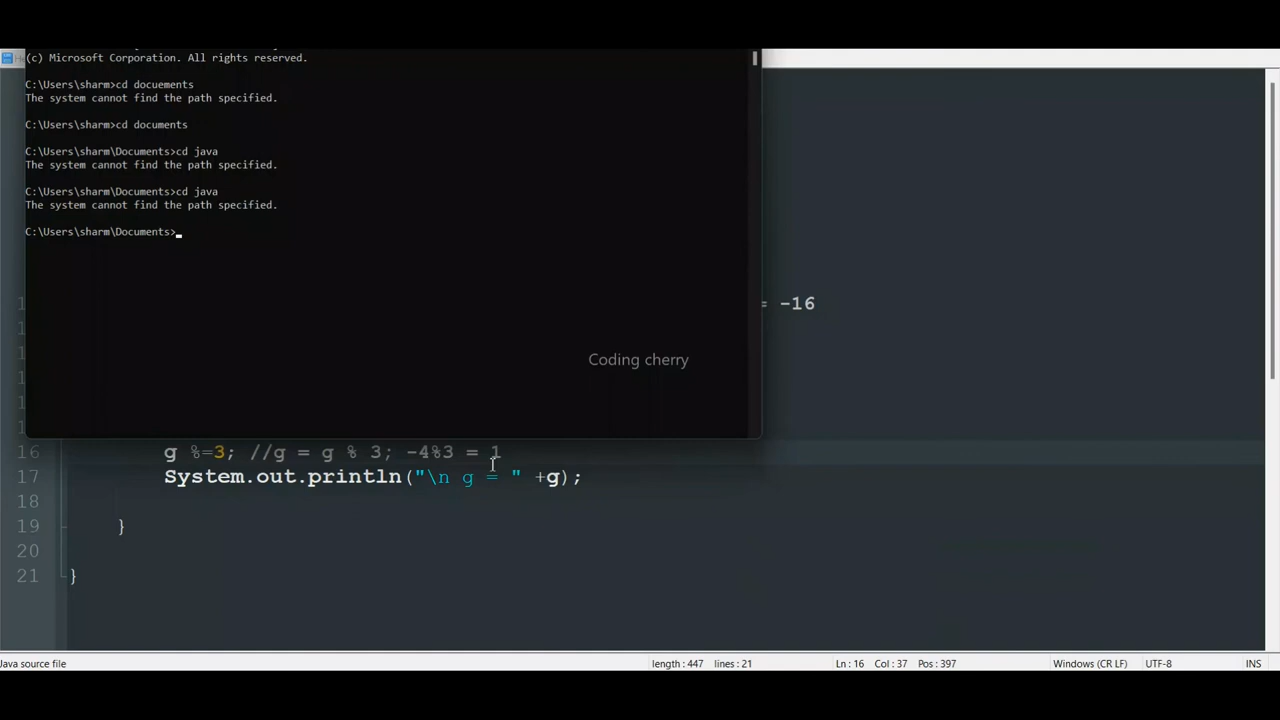 (c) Microsoft Corporation. All rights reserved.
C:\Users\sharm>cd docuements
The system cannot find the path specified.
C:\Users\sharm>cd documents
C:\Users\sharm\Documents>cd java
The system cannot find the path specified.
C:\Users\sharm\Documents>cd java
The system cannot find the path specified.
C:\Users\sharm\Documents>
= -16
Coding cherry
16 g %=3; //g = g % 3; -4%3 = 1
17 System.out.println("\n g = " +g);
18
19 }
20
21 }
Java source file length : 447 lines : 21 Ln : 16 Col : 37 Pos : 397 Windows (CR LF) UTF-8 INS